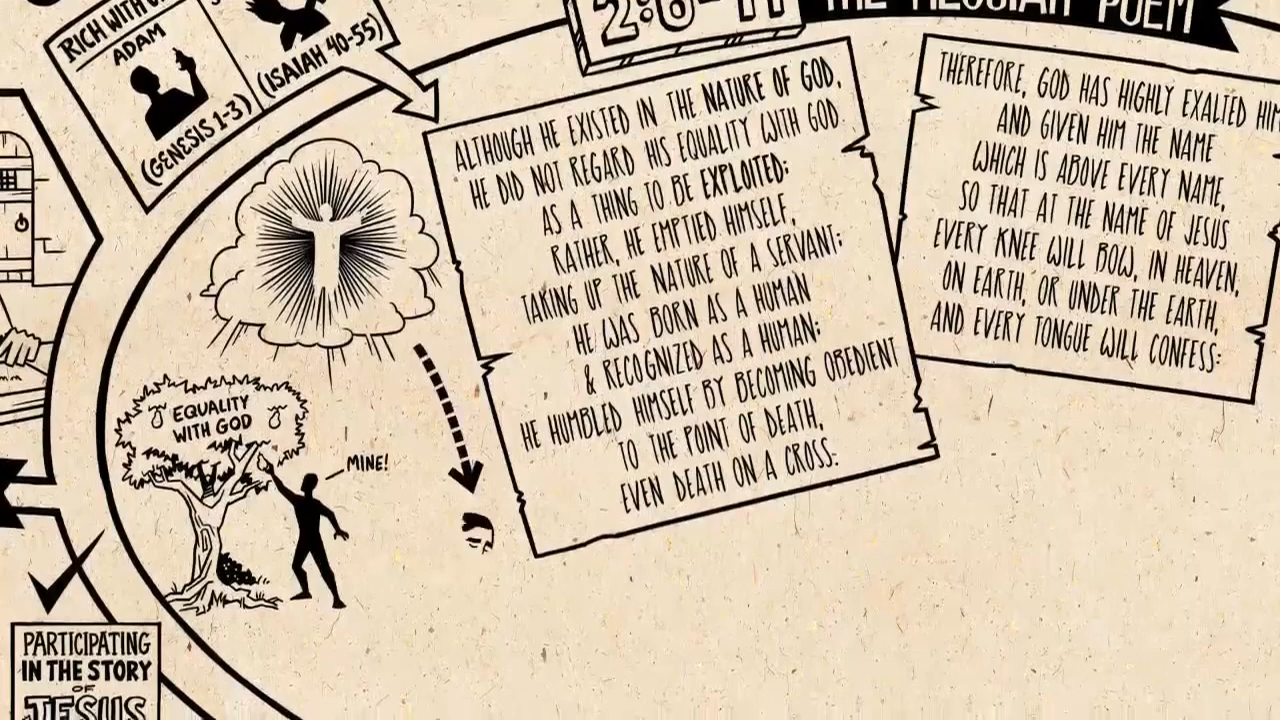 RICH WITH
ADAM
(GENESIS 1-3)
(ISAIAH 40-55)
2:6-11
THE MESSIAH POEM
ALTHOUGH HE EXISTED IN THE NATURE OF GOD,
HE DID NOT REGARD HIS EQUALITY WITH GOD
AS A THING TO BE EXPLOITED;
RATHER, HE EMPTIED HIMSELF,
TAKING UP THE NATURE OF A SERVANT;
HE WAS BORN AS A HUMAN
& RECOGNIZED AS A HUMAN;
HE HUMBLED HIMSELF BY BECOMING OBEDIENT
TO THE POINT OF DEATH,
EVEN DEATH ON A CROSS:
THEREFORE, GOD HAS HIGHLY EXALTED HIM
AND GIVEN HIM THE NAME
WHICH IS ABOVE EVERY NAME,
SO THAT AT THE NAME OF JESUS
EVERY KNEE WILL BOW, IN HEAVEN,
ON EARTH, OR UNDER THE EARTH,
AND EVERY TONGUE WILL CONFESS:
EQUALITY
WITH GOD
MINE!
PARTICIPATING
IN THE STORY
OF
JESUS